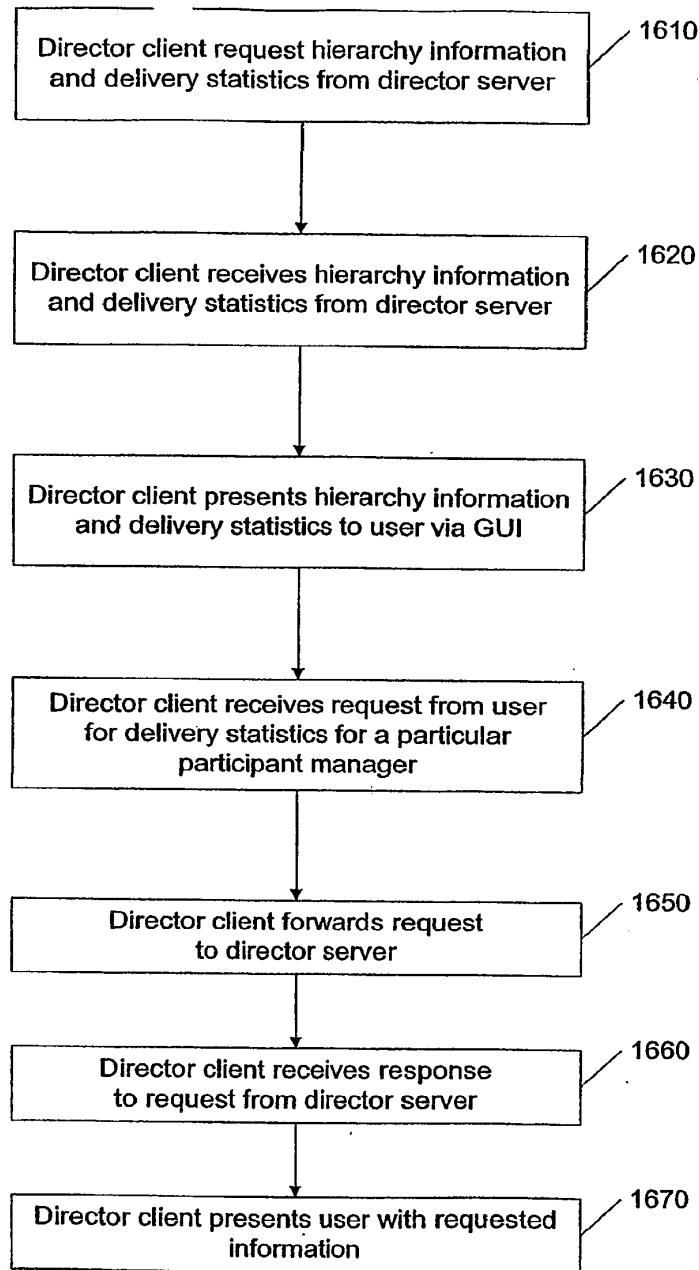 Director client request hierarchy information
and delivery statistics from director server
1610
Director client receives hierarchy information
and delivery statistics from director server
1620
Director client presents hierarchy information
and delivery statistics to user via GUI
1630
Director client receives request from user
for delivery statistics for a particular
participant manager
1640
Director client forwards request
to director server
1650
Director client receives response
to request from director server
1660
Director client presents user with requested
information
1670